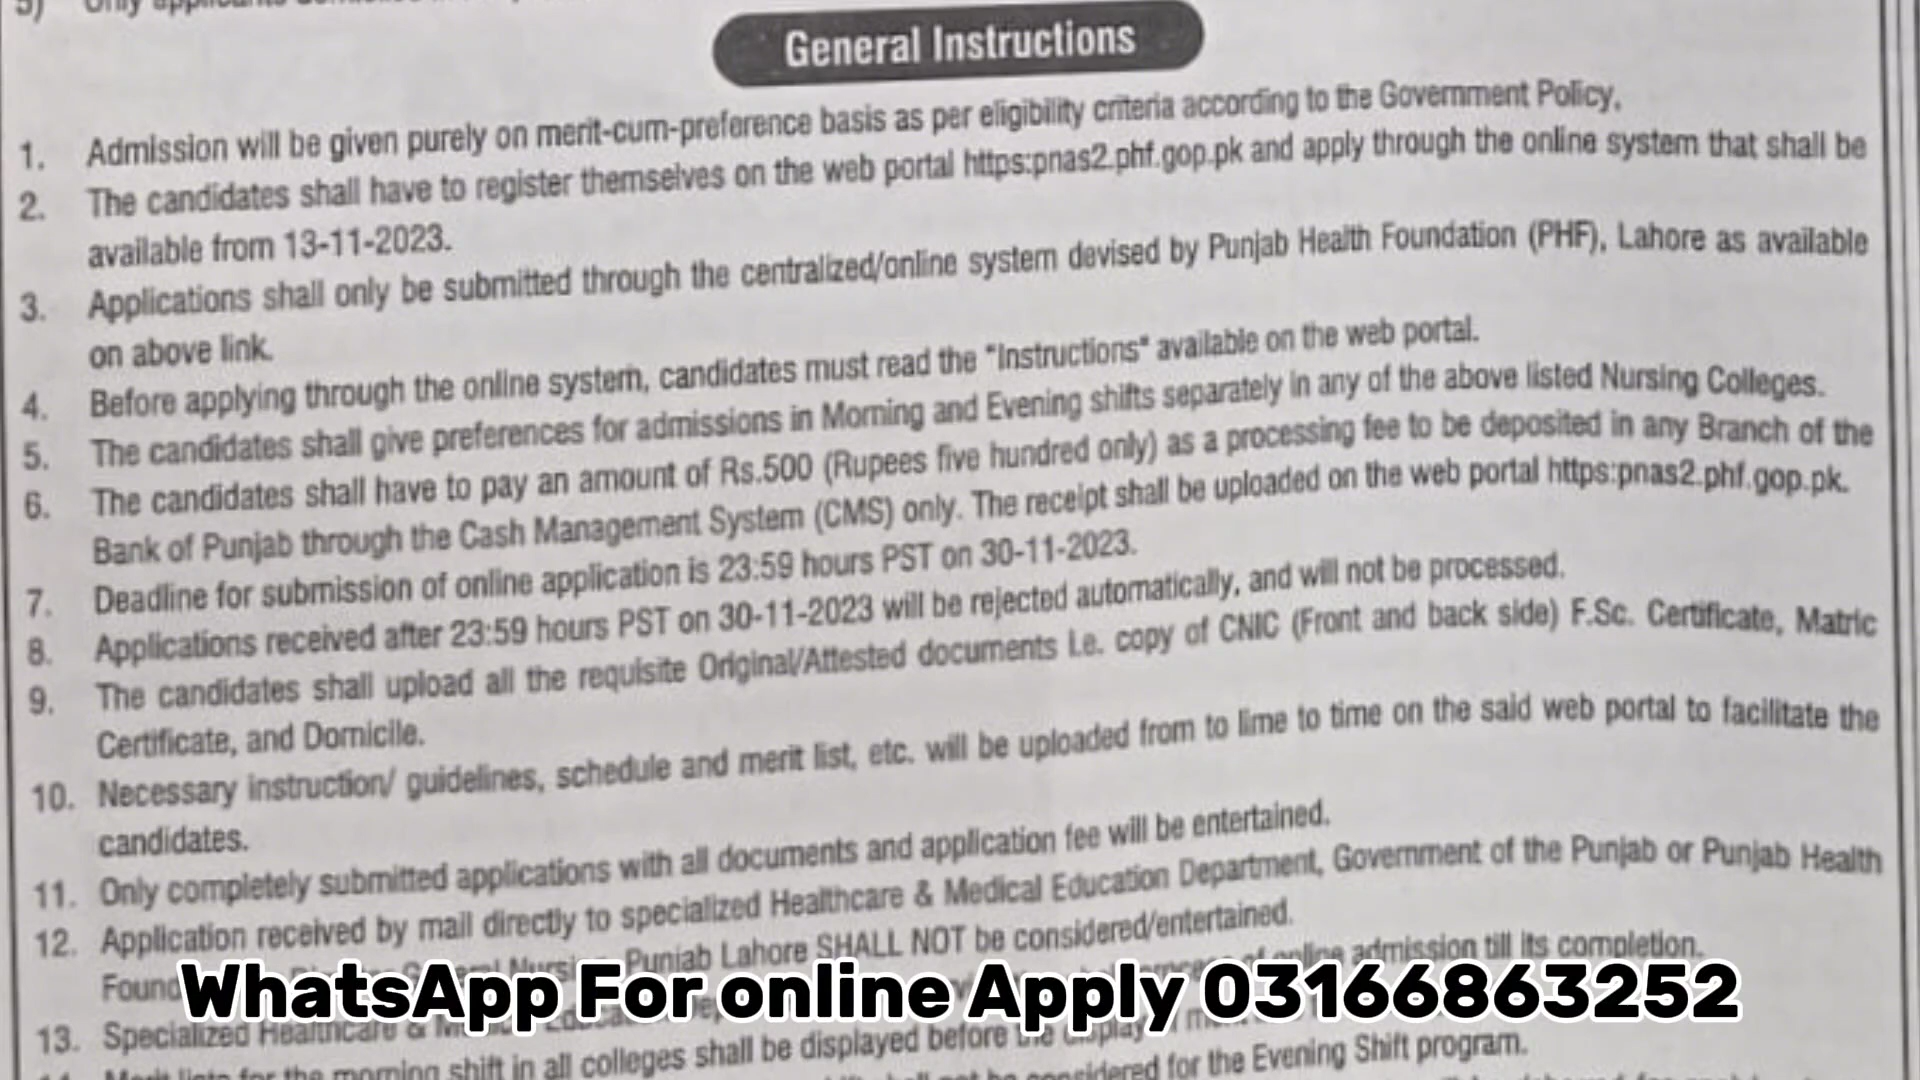 5) Only
General Instructions
1. Admission will be given purely on merit-cum-preference basis as per eligibility criteria according to the Government Policy.
2. The candidates shall have to register themselves on the web portal https:pnas2.phf.gop.pk and apply through the online system that shall be
available from 13-11-2023.
3. Applications shall only be submitted through the centralized/online system devised by Punjab Health Foundation (PHF), Lahore as available
on above link.
4. Before applying through the online system, candidates must read the "Instructions" available on the web portal.
5. The candidates shall give preferences for admissions in Morning and Evening shifts separately in any of the above listed Nursing Colleges.
6. The candidates shall have to pay an amount of Rs.500 (Rupees five hundred only) as a processing fee to be deposited in any Branch of the
Bank of Punjab through the Cash Management System (CMS) only. The receipt shall be uploaded on the web portal https:pnas2.phf.gop.pk.
7. Deadline for submission of online application is 23:59 hours PST on 30-11-2023.
8. Applications received after 23:59 hours PST on 30-11-2023 will be rejected automatically, and will not be processed.
9. The candidates shall upload all the requisite Original/Attested documents i.e. copy of CNIC (Front and back side) F.Sc. Certificate, Matric
Certificate, and Domicile.
10. Necessary instruction/ guidelines, schedule and merit list, etc. will be uploaded from to lime to time on the said web portal to facilitate the
candidates.
11. Only completely submitted applications with all documents and application fee will be entertained.
12. Application received by mail directly to specialized Healthcare & Medical Education Department, Government of the Punjab or Punjab Health
Punjab Lahore SHALL NOT be considered/entertained.
WhatsApp For online Apply 03166863252
13. Specialized Healthcare & online admission till its completion.
Merit lists for the morning shift in all colleges shall be displayed before the display
considered for the Evening Shift program.